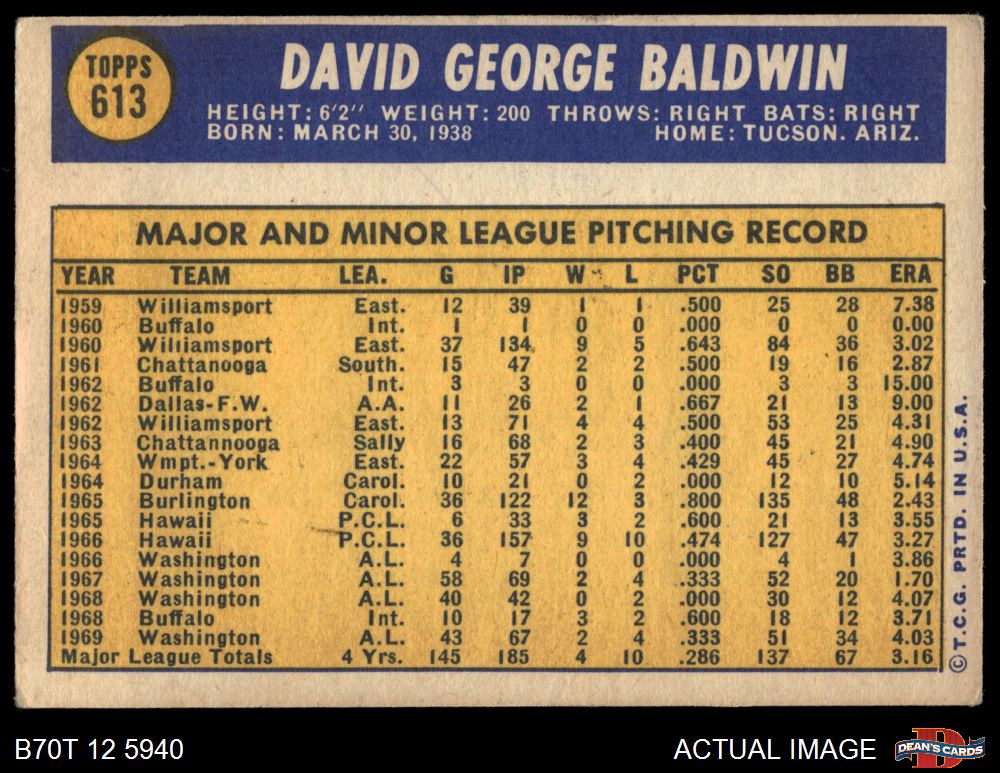 TOPPS
613
DAVID GEORGE BALDWIN
HEIGHT: 6'2'' WEIGHT: 200 THROWS: RIGHT BATS: RIGHT
BORN: MARCH 30, 1938 HOME: TUCSON. ARIZ.
MAJOR AND MINOR LEAGUE PITCHING RECORD
YEAR TEAM LEA. G IP W L PCT SO BB ERA
1959 Williamsport East. 12 39 1 1 .500 25 28 7.38
1960 Buffalo Int. 1 1 0 0 .000 0 0 0.00
1960 Williamsport East. 37 134 9 5 .643 84 36 3.02
1961 Chattanooga South. 15 47 2 2 .500 19 16 2.87
1962 Buffalo Int. 3 3 0 0 .000 3 3 15.00
1962 Dallas-F.W. A.A. 11 26 2 1 .667 21 13 9.00
1962 Williamsport East. 13 71 4 4 .500 53 25 4.31
1963 Chattannooga Sally 16 68 2 3 .400 45 21 4.90
1964 Wmpt.-York East. 22 57 3 4 .429 45 27 4.74
1964 Durham Carol. 10 21 0 2 .000 12 10 5.14
1965 Burlington Carol. 36 122 12 3 .800 135 48 2.43
1965 Hawaii P.C.L. 6 33 3 2 .600 21 13 3.55
1966 Hawaii P.C.L. 36 157 9 10 .474 127 47 3.27
1966 Washington A.L. 4 7 0 0 .000 4 1 3.86
1967 Washington A.L. 58 69 2 4 .333 52 20 1.70
1968 Washington A.L. 40 42 0 2 .000 30 12 4.07
1968 Buffalo Int. 10 17 3 2 .600 18 12 3.71
1969 Washington A.L. 43 67 2 4 .333 51 34 4.03
Major League Totals 4 Yrs. 145 185 4 10 .286 137 67 3.16
© T.C.G. PRTD. IN U.S.A.
B70T 12 5940
ACTUAL IMAGE
DEAN'S CARDS